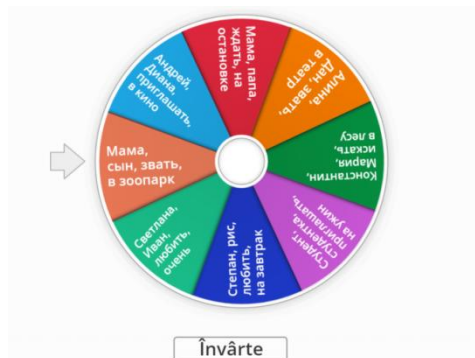 Мама, папа,
ждать, на
остановке
Алина,
Дан, звать,
в театр
Константин,
Мария,
искать,
в лесу
Студент,
студентка,
приглашать,
на ужин
Степан, рис,
любить,
на завтрак
Светлана,
Иван,
любить,
очень
Мама,
сын, звать,
в зоопарк
Андрей,
Диана,
приглашать,
в кино
Învârte